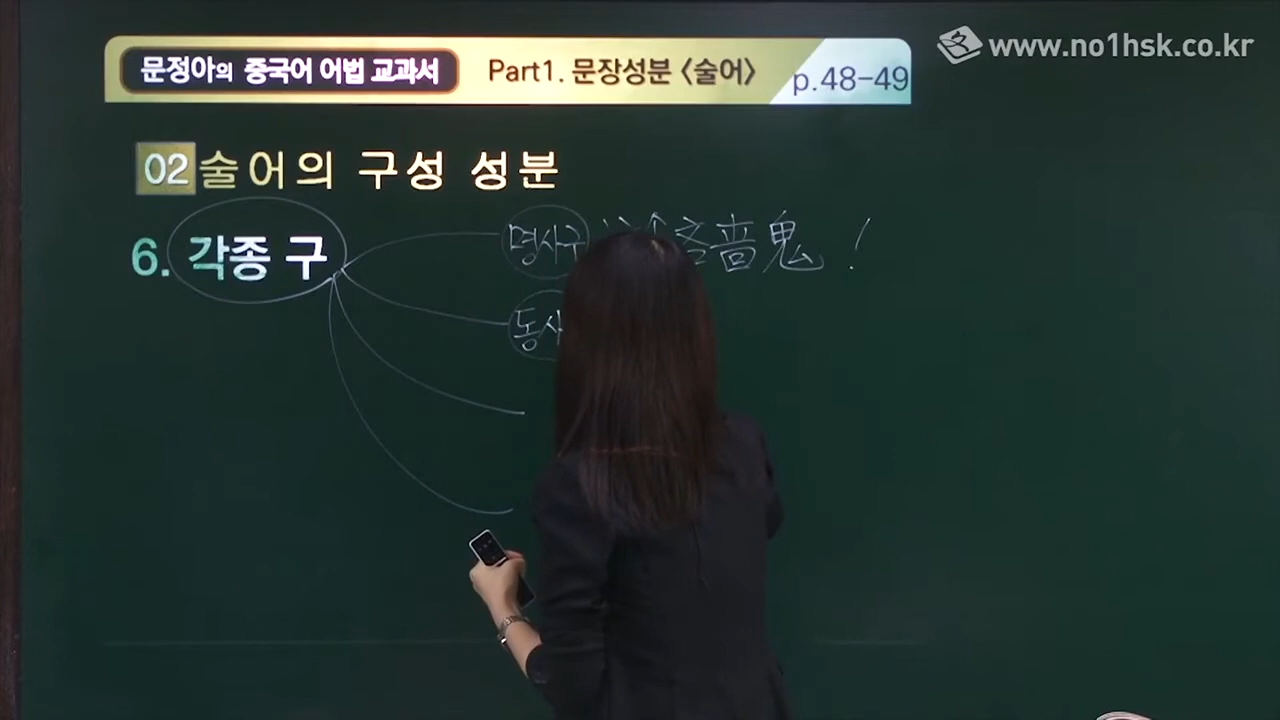 www.no1hsk.co.kr
문정아의 중국어 어법 교과서 Part1. 문장성분 <술어> p.48-49
02 술어의 구성 성분
6. 각종 구
명사구 啬鬼!
동사